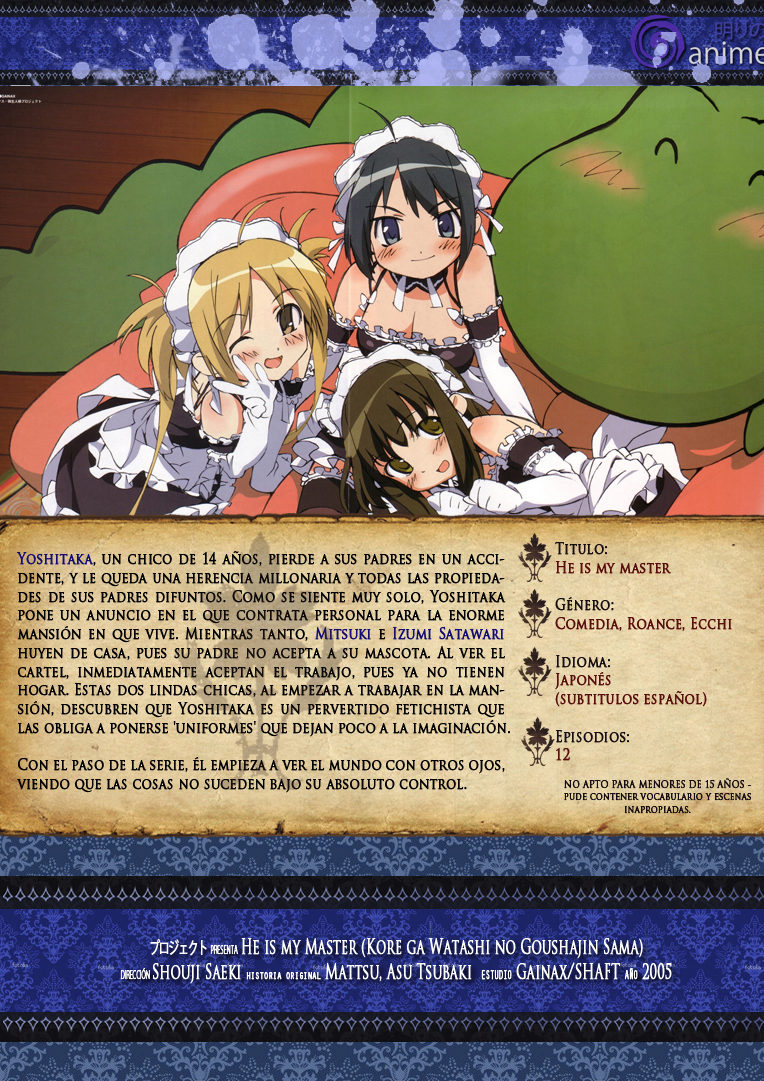 anime
GAINAX
YOSHITAKA, UN CHICO DE 14 AÑOS, PIERDE A SUS PADRES EN UN ACCI-
DENTE, Y LE QUEDA UNA HERENCIA MILLONARIA Y TODAS LAS PROPIEDA-
DES DE SUS PADRES DIFUNTOS. COMO SE SIENTE MUY SOLO, YOSHITAKA
PONE UN ANUNCIO EN EL QUE CONTRATA PERSONAL PARA LA ENORME
MANSIÓN EN QUE VIVE. MIENTRAS TANTO, MITSUKI E IZUMI SATAWARI
HUYEN DE CASA, PUES SU PADRE NO ACEPTA A SU MASCOTA. AL VER EL
CARTEL, INMEDIATAMENTE ACEPTAN EL TRABAJO, PUES YA NO TIENEN
HOGAR. ESTAS DOS LINDAS CHICAS, AL EMPEZAR A TRABAJAR EN LA MAN-
SIÓN, DESCUBREN QUE YOSHITAKA ES UN PERVERTIDO FETICHISTA QUE
LAS OBLIGA A PONERSE 'UNIFORMES' QUE DEJAN POCO A LA IMAGINACIÓN.
CON EL PASO DE LA SERIE, ÉL EMPIEZA A VER EL MUNDO CON OTROS OJOS,
VIENDO QUE LAS COSAS NO SUCEDEN BAJO SU ABSOLUTO CONTROL.
TITULO:
HE IS MY MASTER
GÉNERO:
COMEDIA, ROANCE, ECCHI
IDIOMA:
JAPONÉS
(SUBTITULOS ESPAÑOL)
EPISODIOS:
12
NO APTO PARA MENORES DE 15 AÑOS -
PUDE CONTENER VOCABULARIO Y ESCENAS
INAPROPIADAS.
プロジェクト PRESENTA HE IS MY MASTER (KORE GA WATASHI NO GOUSHAJIN SAMA)
DIRECCIÓN SHOUJI SAEKI HISTORIA ORIGINAL MATTSU, ASU TSUBAKI ESTUDIO GAINAX/SHAFT AÑO 2005